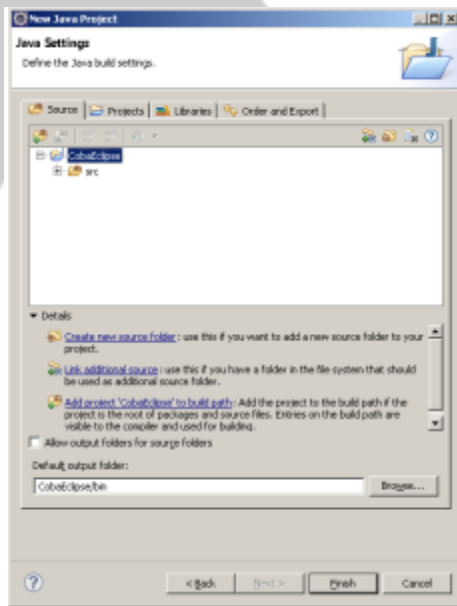 New Java Project
Java Settings
Define the Java build settings.
Source Projects Libraries Order and Export
CobaEclipse
src
Details
Create new source folder: use this if you want to add a new source folder to your
project.
Link additional source: use this if you have a folder in the file system that should
be used as additional source folder.
Add project 'CobaEclipse' to build path: Add the project to the build path if the
project is the root of packages and source files. Entries on the build path are
visible to the compiler and used for building.
Allow output folders for source folders
Default output folder:
CobaEclipse/bin
Browse...
< Back Next > Finish Cancel